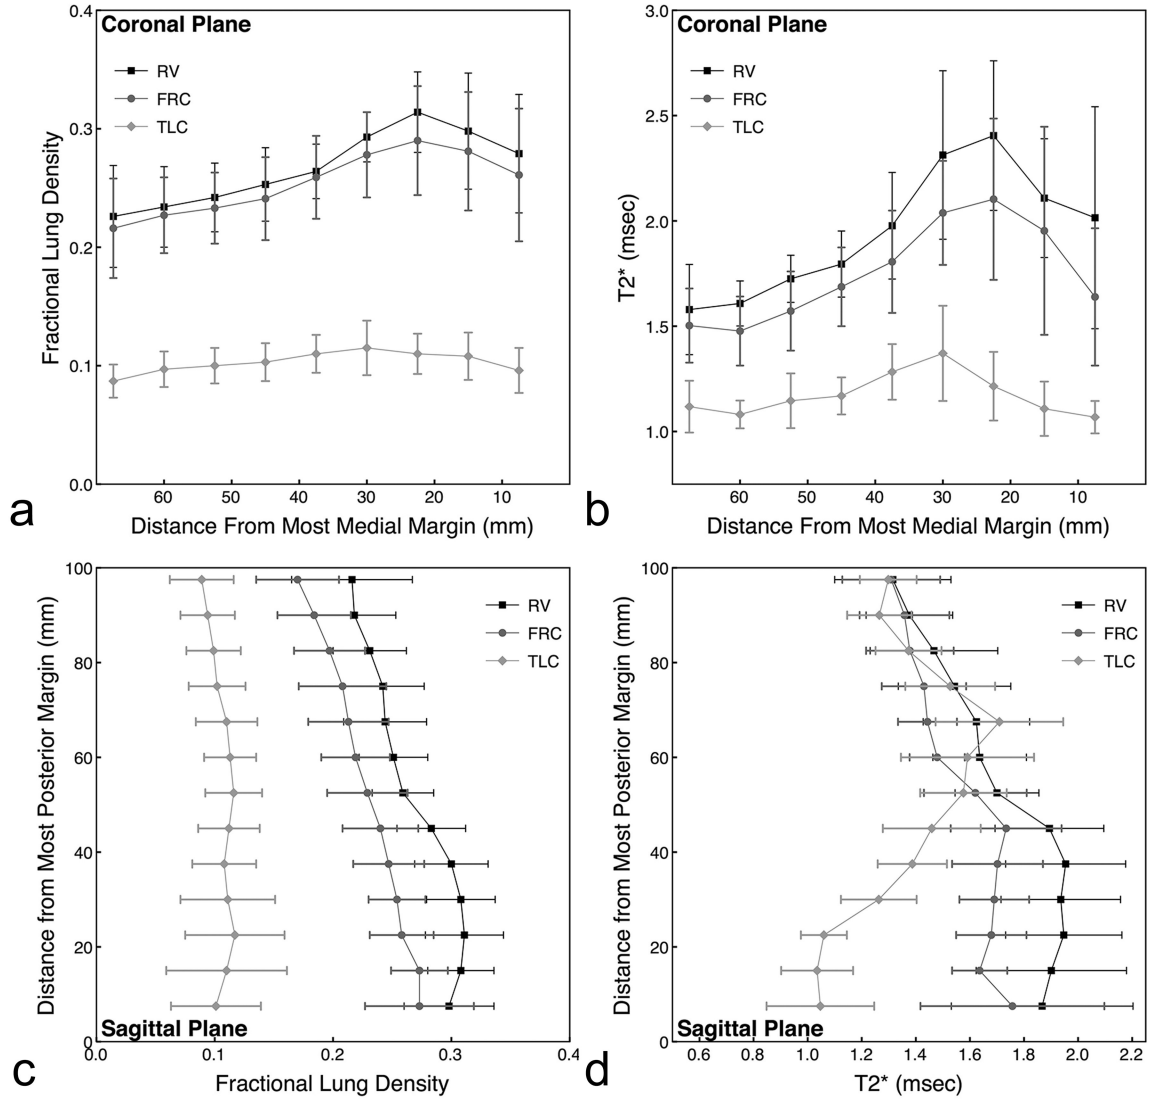 Coronal Plane
RV
FRC
TLC
0.4
0.3
0.2
0.1
0.0
Fractional Lung Density
60 50 40 30 20 10
Distance From Most Medial Margin (mm)
a
Coronal Plane
RV
FRC
TLC
3.0
2.5
2.0
1.5
1.0
T2* (msec)
60 50 40 30 20 10
Distance From Most Medial Margin (mm)
b
RV
FRC
TLC
100
80
60
40
20
0
Distance from Most Posterior Margin (mm)
Sagittal Plane
0.0 0.1 0.2 0.3 0.4
Fractional Lung Density
c
RV
FRC
TLC
100
80
60
40
20
0
Distance from Most Posterior Margin (mm)
Sagittal Plane
0.6 0.8 1.0 1.2 1.4 1.6 1.8 2.0 2.2
T2* (msec)
d